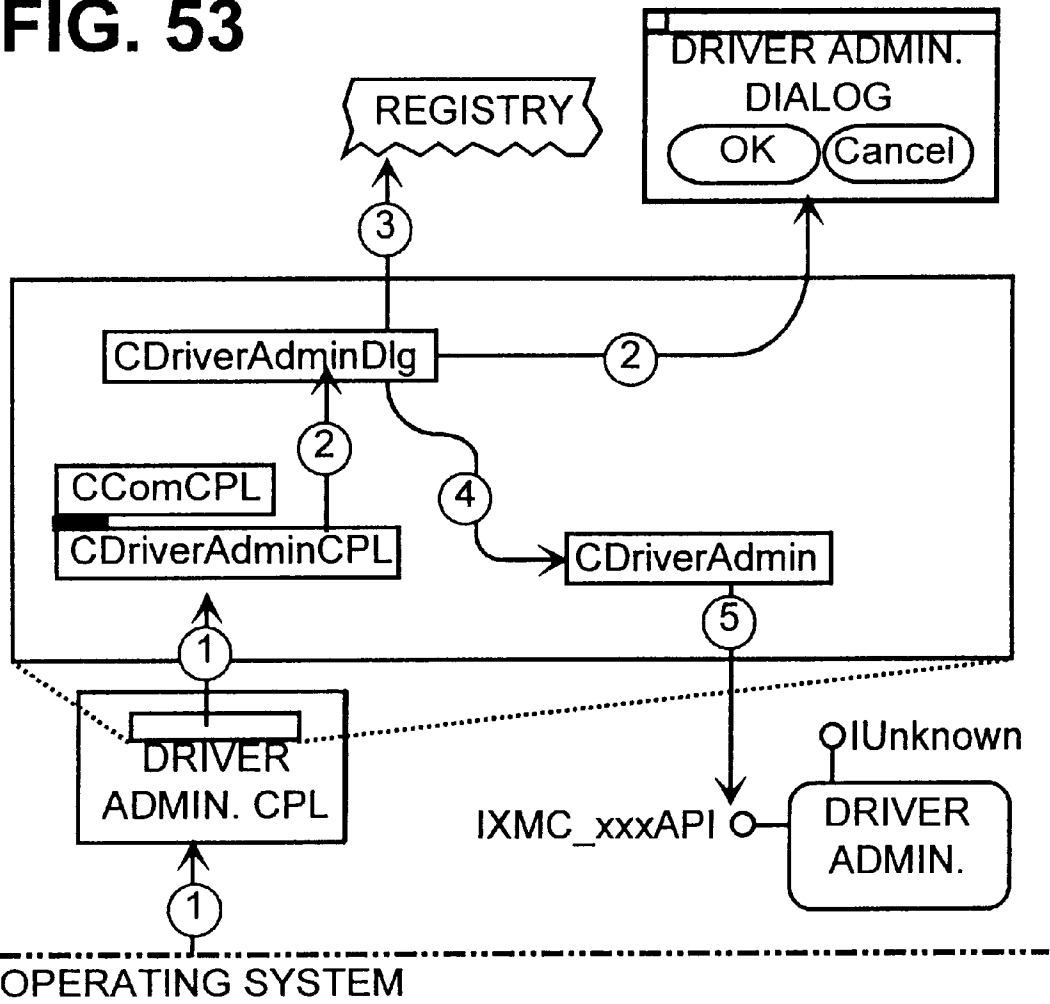 FIG. 53
REGISTRY
DRIVER ADMIN.
DIALOG
OK
Cancel
3
CDriverAdminDlg
2
2
CComCPL
4
CDriverAdminCPL
CDriverAdmin
5
1
DRIVER
ADMIN. CPL
IUnknown
IXMC_xxxAPI
DRIVER
ADMIN.
1
OPERATING SYSTEM